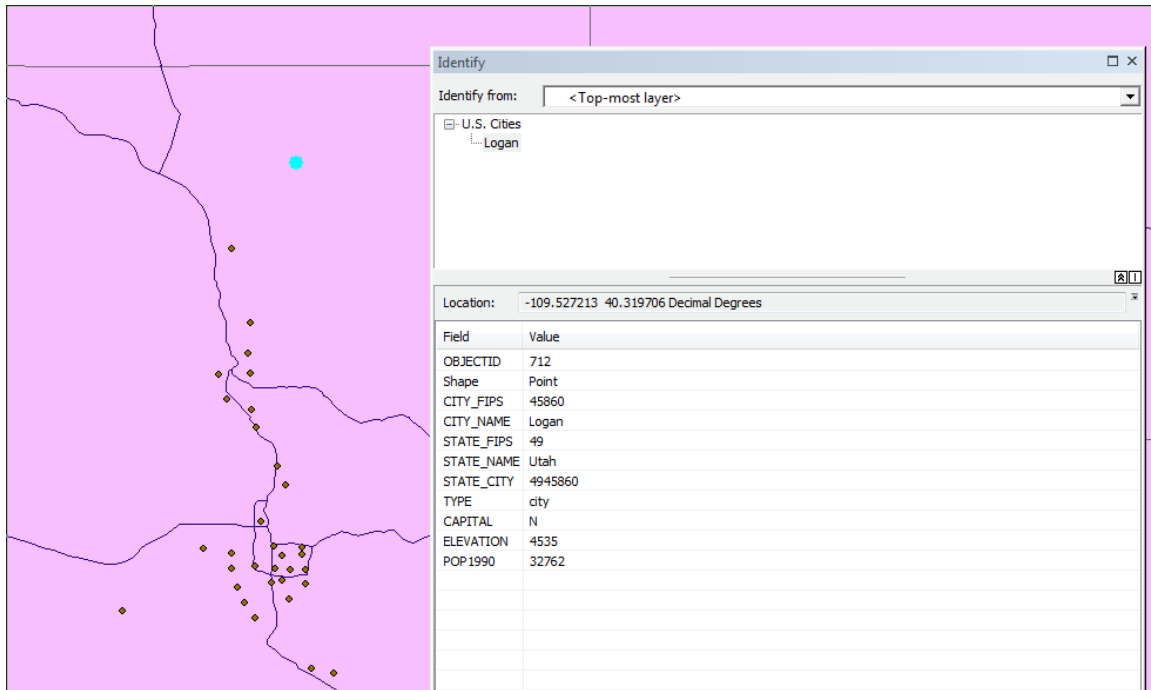 Identify
Identify from: <Top-most layer>
U.S. Cities
Logan
Location: -109.527213 40.319706 Decimal Degrees
Field Value
OBJECTID 712
Shape Point
CITY_FIPS 45860
CITY_NAME Logan
STATE_FIPS 49
STATE_NAME Utah
STATE_CITY 4945860
TYPE city
CAPITAL N
ELEVATION 4535
POP1990 32762